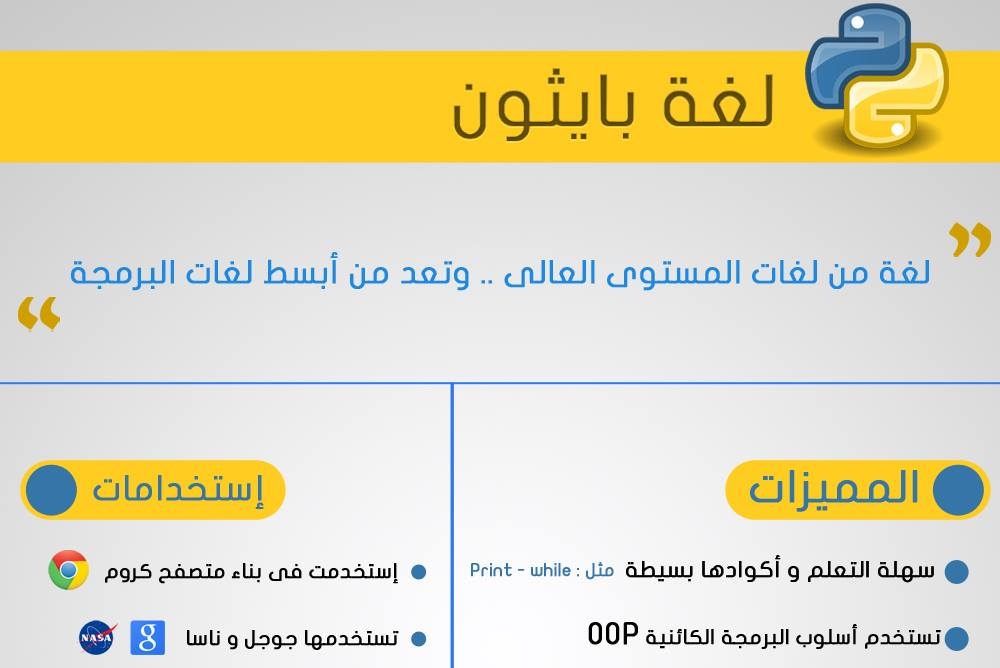 لغة بايثون
لغة من لغات المستوى العالى .. وتعد من أبسط لغات البرمجة
المميزات
سهلة التعلم و أكوادها بسيطة مثل : Print - while
تستخدم أسلوب البرمجة الكائنية OOP
إستخدامات
إستخدمت فى بناء متصفح كروم
تستخدمها جوجل و ناسا
g
NASA